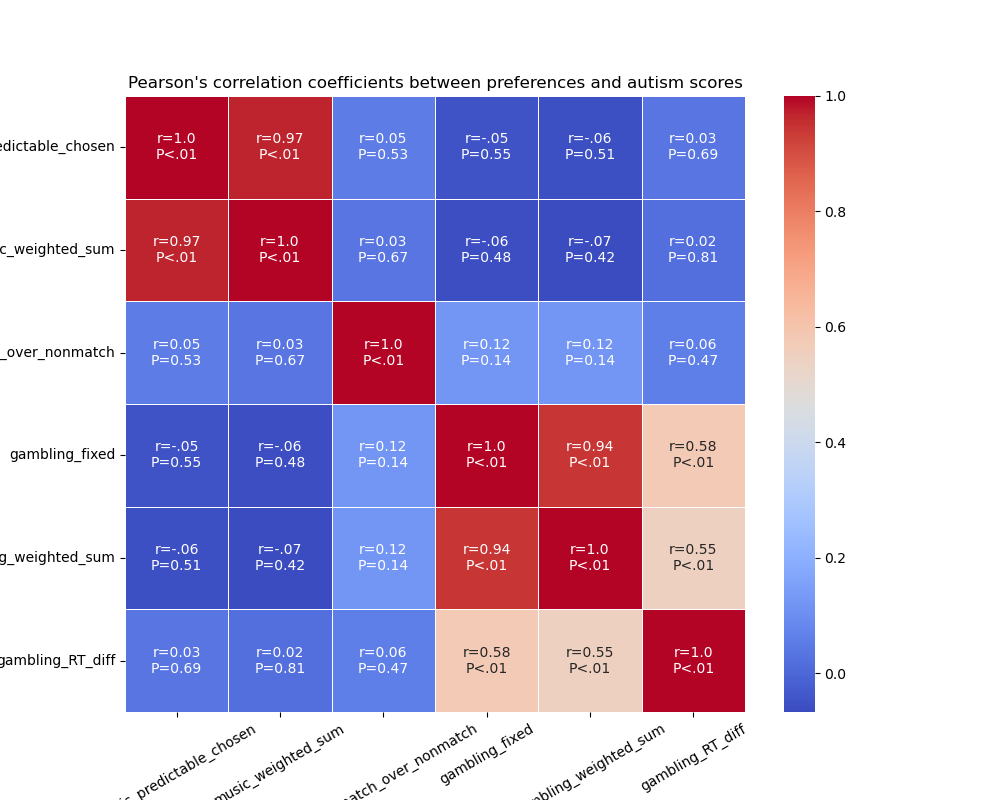 Pearson's correlation coefficients between preferences and autism scores
edictable_chosen
r=1.0
P<.01
r=0.97
P<.01
r=0.05
P=0.53
r=-.05
P=0.55
r=-.06
P=0.51
r=0.03
P=0.69
c_weighted_sum
r=0.97
P<.01
r=1.0
P<.01
r=0.03
P=0.67
r=-.06
P=0.48
r=-.07
P=0.42
r=0.02
P=0.81
_over_nonmatch
r=0.05
P=0.53
r=0.03
P=0.67
r=1.0
P<.01
r=0.12
P=0.14
r=0.12
P=0.14
r=0.06
P=0.47
gambling_fixed
r=-.05
P=0.55
r=-.06
P=0.48
r=0.12
P=0.14
r=1.0
P<.01
r=0.94
P<.01
r=0.58
P<.01
g_weighted_sum
r=-.06
P=0.51
r=-.07
P=0.42
r=0.12
P=0.14
r=0.94
P<.01
r=1.0
P<.01
r=0.55
P<.01
gambling_RT_diff
r=0.03
P=0.69
r=0.02
P=0.81
r=0.06
P=0.47
r=0.58
P<.01
r=0.55
P<.01
r=1.0
P<.01
ic_predictable_chosen
music_weighted_sum
match_over_nonmatch
gambling_fixed
mbling_weighted_sum
gambling_RT_diff
1.0
0.8
0.6
0.4
0.2
0.0